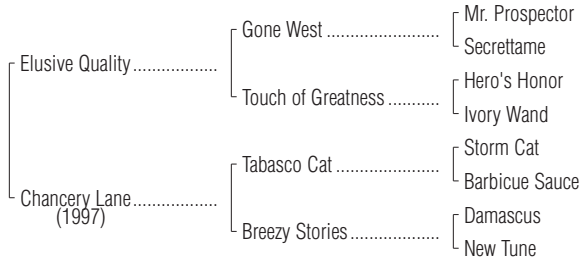 Mr. Prospector
Gone West
Secrettame
Elusive Quality
Hero's Honor
Touch of Greatness
Ivory Wand
Storm Cat
Tabasco Cat
Barbicue Sauce
Chancery Lane
(1997)
Damascus
Breezy Stories
New Tune